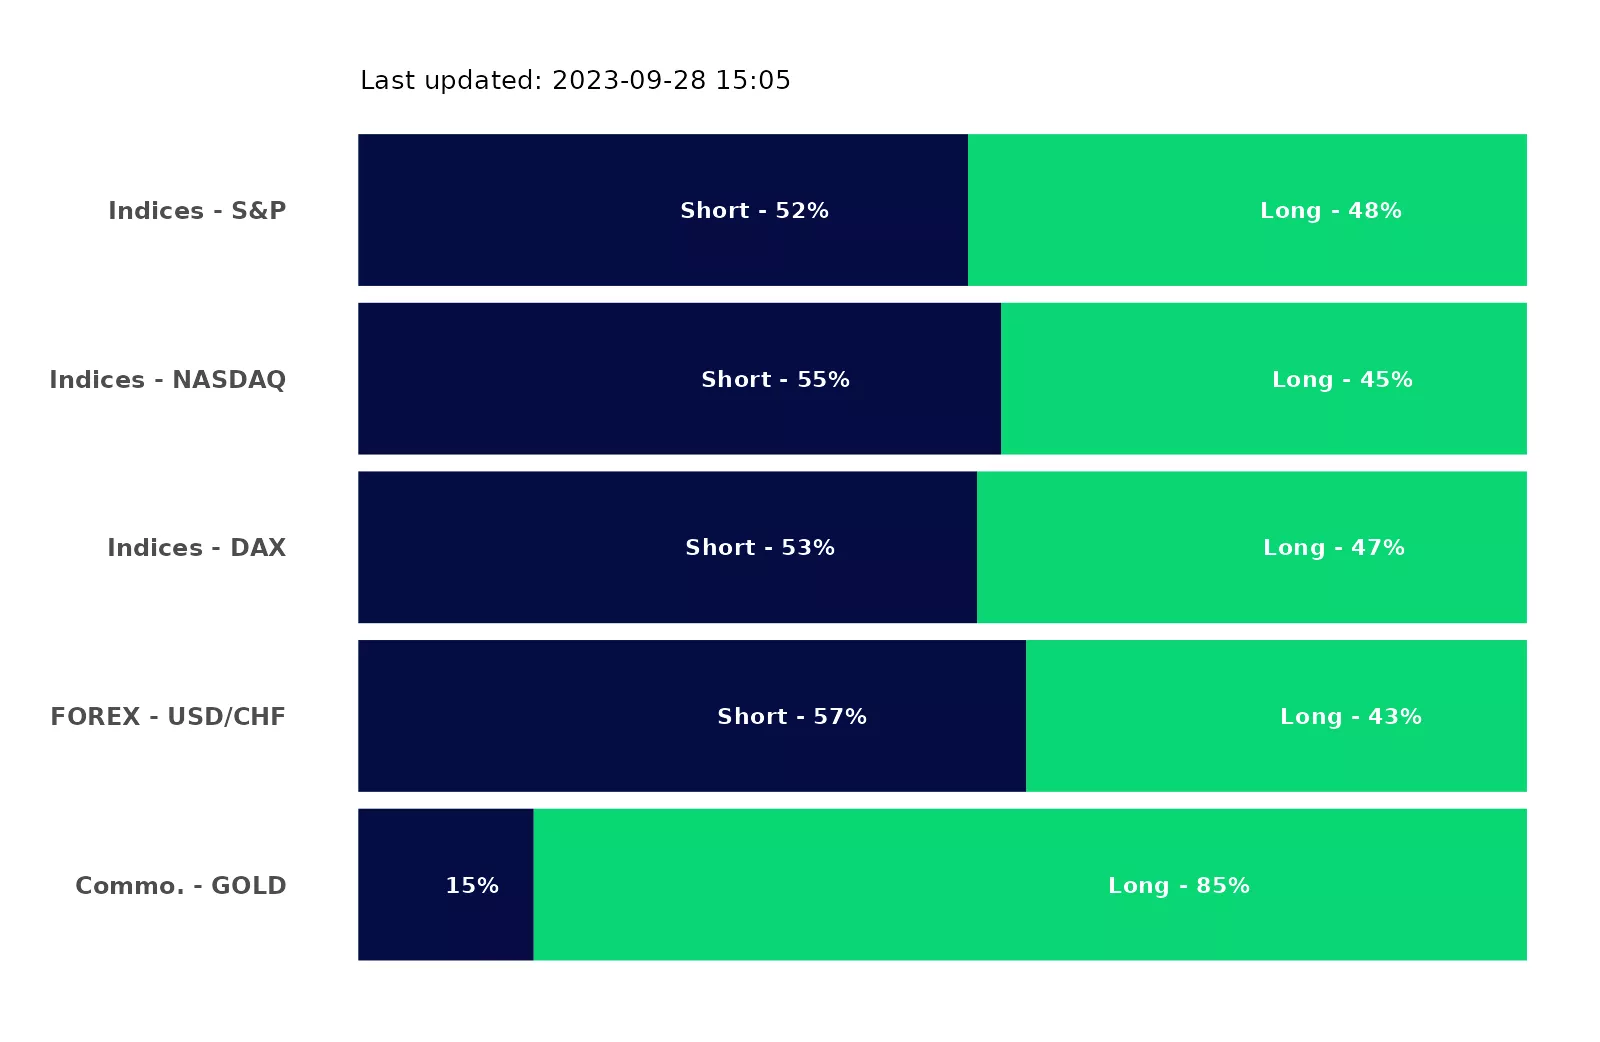 Last updated: 2023-09-28 15:05
Indices - S&P Short - 52% Long - 48%
Indices - NASDAQ Short - 55% Long - 45%
Indices - DAX Short - 53% Long - 47%
FOREX - USD/CHF Short - 57% Long - 43%
Commo. - GOLD 15% Long - 85%